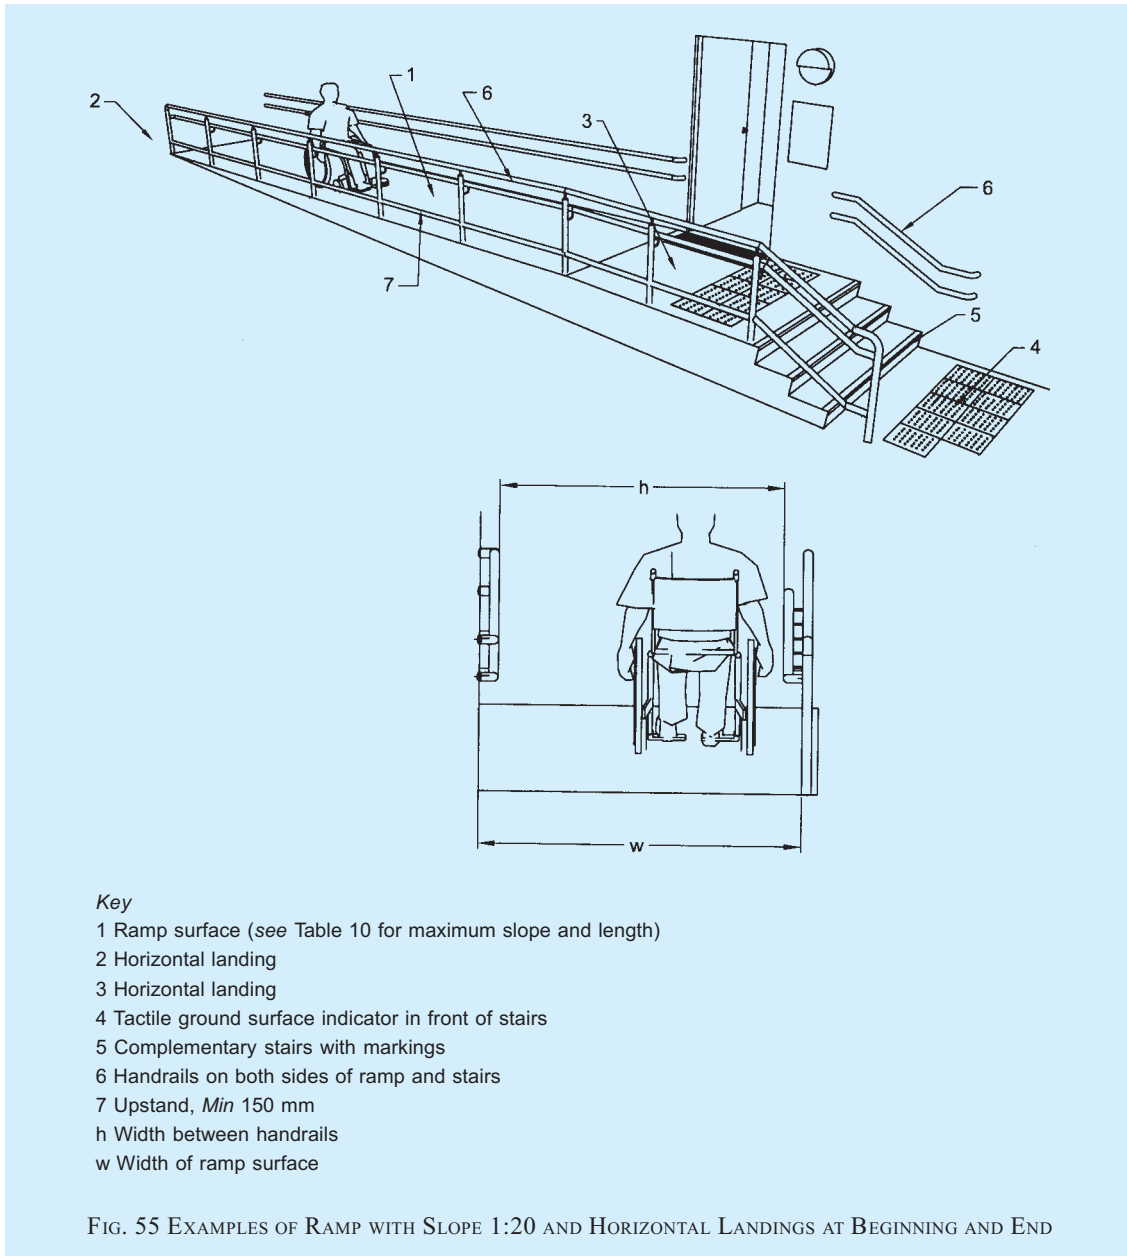 1
2
6
3
6
7
5
4
h
w
Key
1 Ramp surface (see Table 10 for maximum slope and length)
2 Horizontal landing
3 Horizontal landing
4 Tactile ground surface indicator in front of stairs
5 Complementary stairs with markings
6 Handrails on both sides of ramp and stairs
7 Upstand, Min 150 mm
h Width between handrails
w Width of ramp surface
FIG. 55 EXAMPLES OF RAMP WITH SLOPE 1:20 AND HORIZONTAL LANDINGS AT BEGINNING AND END